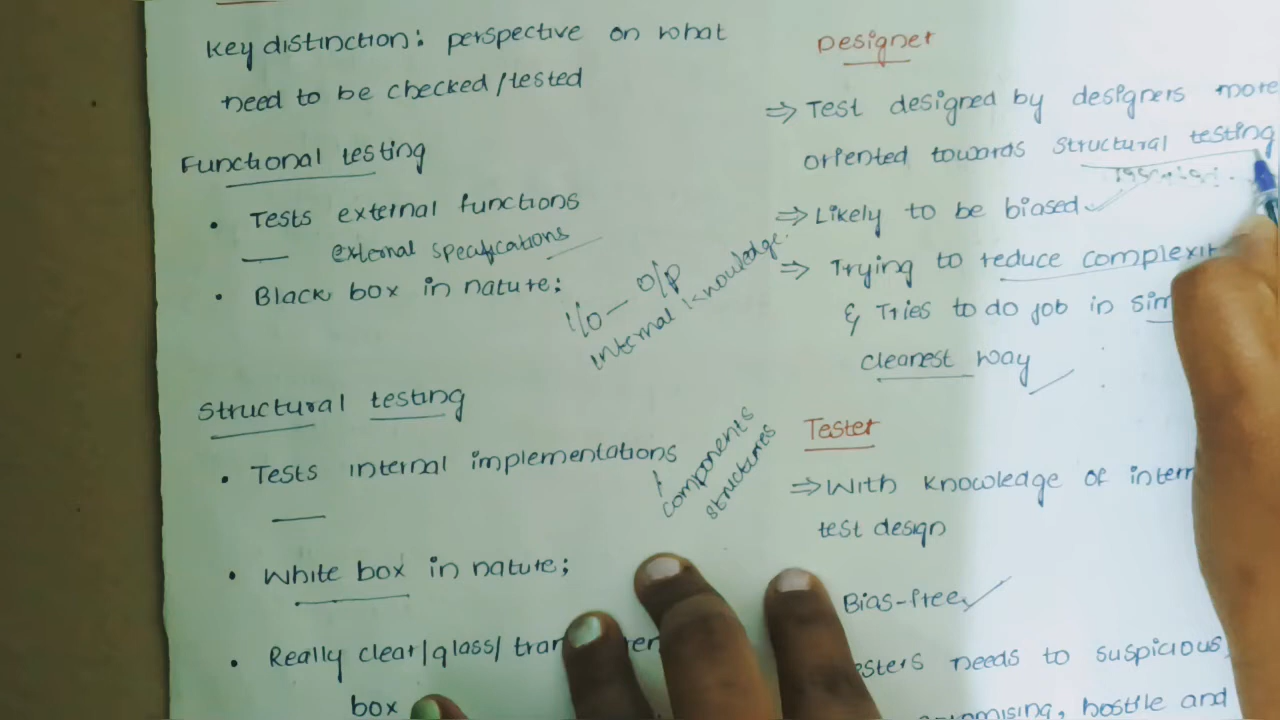 Key distinction: perspective on what
need to be checked/tested
Functional testing
• Tests external functions
external specifications
• Black box in nature:
i/o — o/p
internal knowledge.
Structural testing
• Tests internal implementations
components
structures
• White box in nature;
• Really clear/glass/
box
Designer
⇒ Test designed by designers more
oriented towards structural testing
⇒ Likely to be biased
⇒ Trying to reduce
& Tries to do job in
cleanest way
Tester
⇒ With knowledge of
test design
Bias-free
needs to suspicious,
hostile and